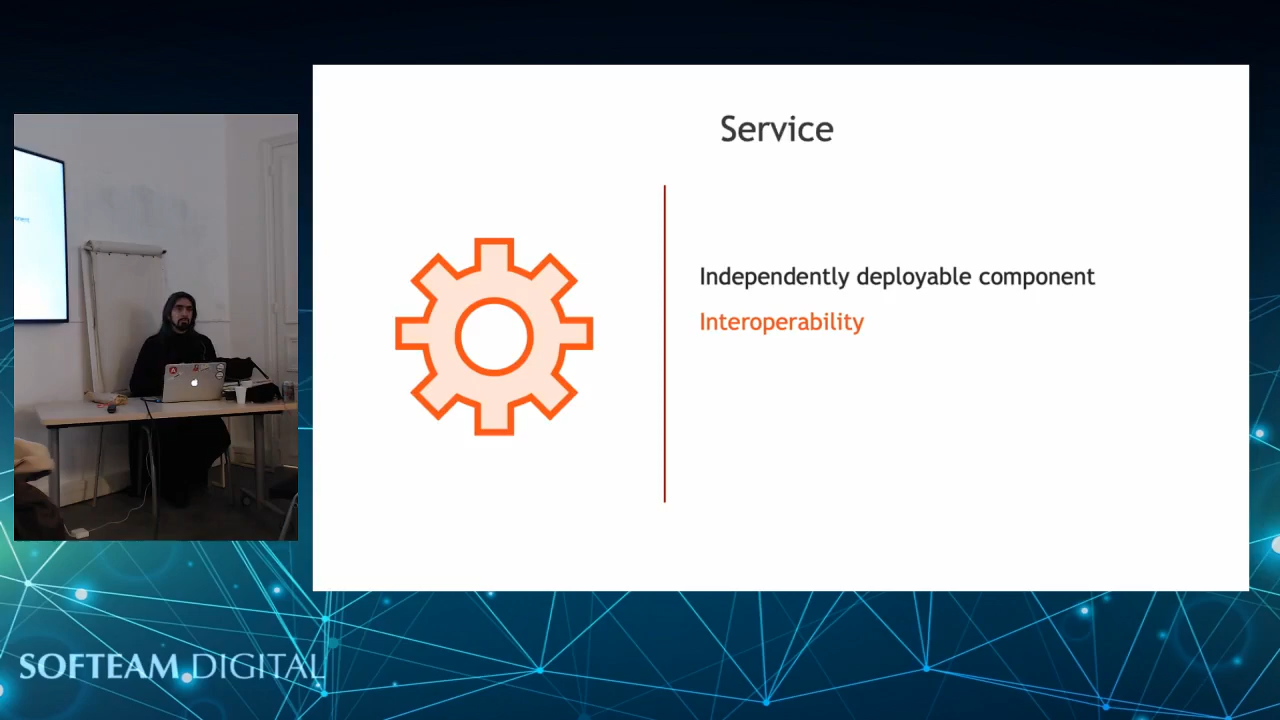 Service
Independently deployable component
Interoperability
SOFTEAM DIGITAL